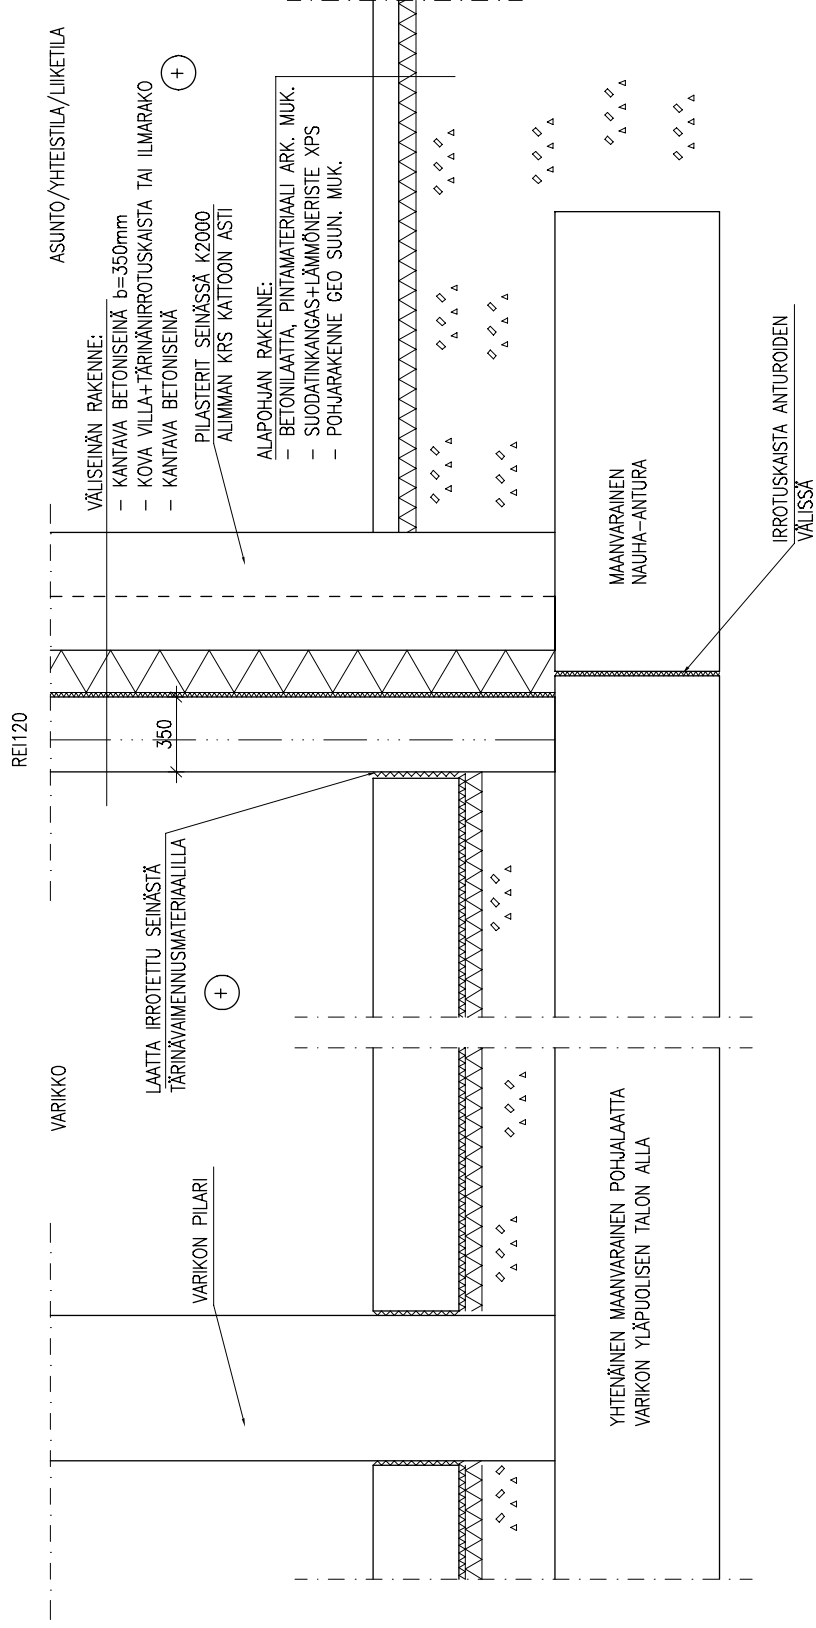 REI120
VARIKKO
ASUNTO/YHTEISTILA/LIIKETILA
VÄLISEINÄN RAKENNE:
- KANTAVA BETONISEINÄ b=350mm
- KOVA VILLA+TÄRINÄNIRROTUSKAISTA TAI ILMARAKO
- KANTAVA BETONISEINÄ
PILASTERIT SEINÄSSÄ K2000
ALIMMAN KRS KATTOON ASTI
ALAPOHJAN RAKENNE:
- BETONILAATTA, PINTAMATERIAALI ARK. MUK.
- SUODATINKANGAS+LÄMMÖNERISTE XPS
- POHJARAKENNE GEO SUUN. MUK.
+
350
LAATTA IRROTETTU SEINÄSTÄ
TÄRINÄVAIMENNUSMATERIAALILLA
+
VARIKON PILARI
YHTENÄINEN MAANVARAINEN POHJALAATTA
VARIKON YLÄPUOLISEN TALON ALLA
MAANVARAINEN
NAUHA-ANTURA
IRROTUSKAISTA ANTUROIDEN
VÄLISSÄ